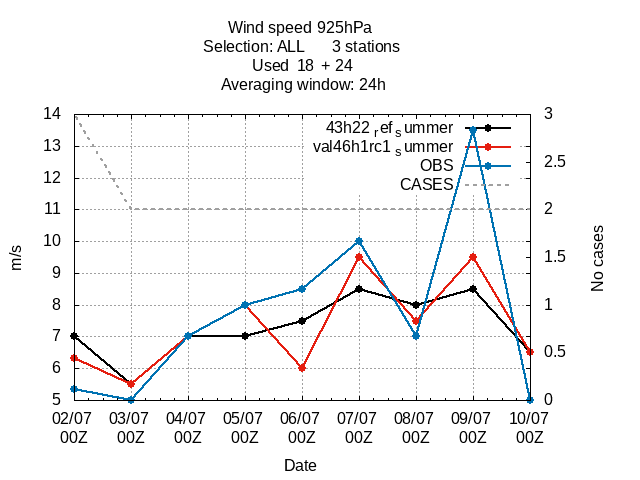 Wind speed 925hPa
Selection: ALL 3 stations
Used 18 + 24
Averaging window: 24h
43h22 ref summer
val46h1rc1 summer
OBS
CASES
14
13
12
11
10
9
8
7
6
5
m/s
3
2.5
2
1.5
1
0.5
0
No cases
02/07 03/07 04/07 05/07 06/07 07/07 08/07 09/07 10/07
00Z 00Z 00Z 00Z 00Z 00Z 00Z 00Z 00Z
Date